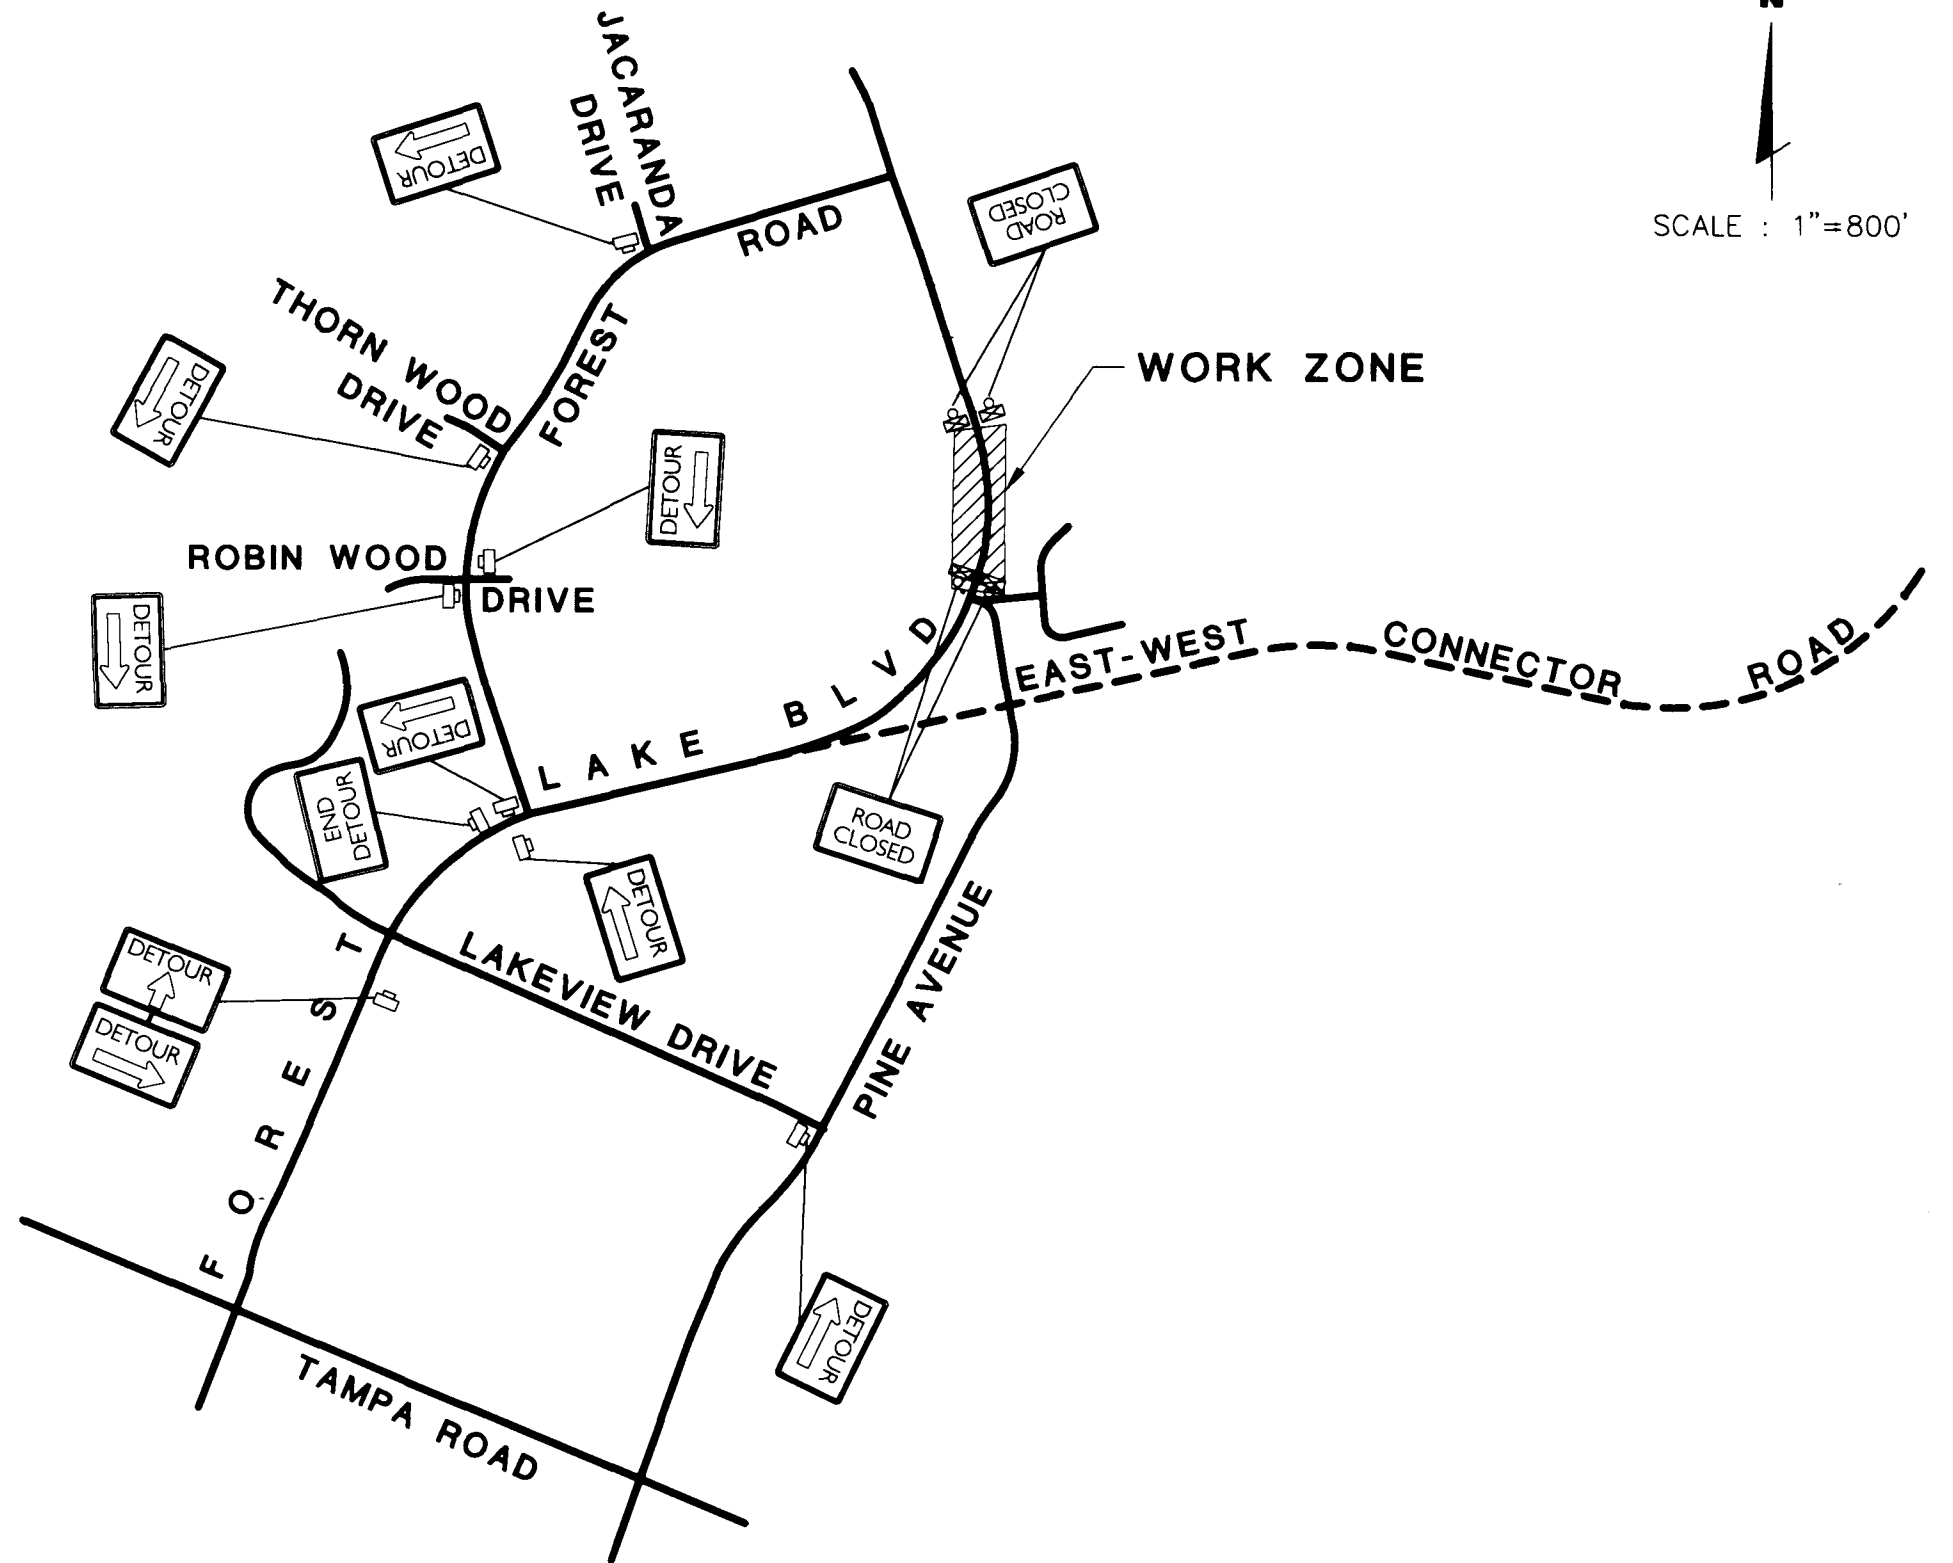 N
SCALE : 1"=800'
JACARANDA
DRIVE
DETOUR
ROAD
ROAD
CLOSED
THORN WOOD
DRIVE
FOREST
DETOUR
WORK ZONE
DETOUR
ROBIN WOOD
DRIVE
DETOUR
LAKE BLVD
EAST-WEST CONNECTOR ROAD
DETOUR
END
DETOUR
ROAD
CLOSED
DETOUR
FOREST
LAKEVIEW DRIVE
PINE AVENUE
DETOUR
DETOUR
DETOUR
TAMPA ROAD